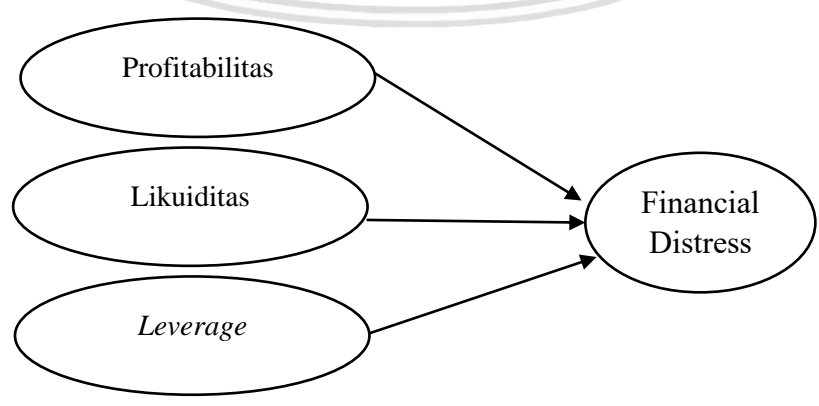 Profitabilitas
Likuiditas
Leverage
Financial
Distress